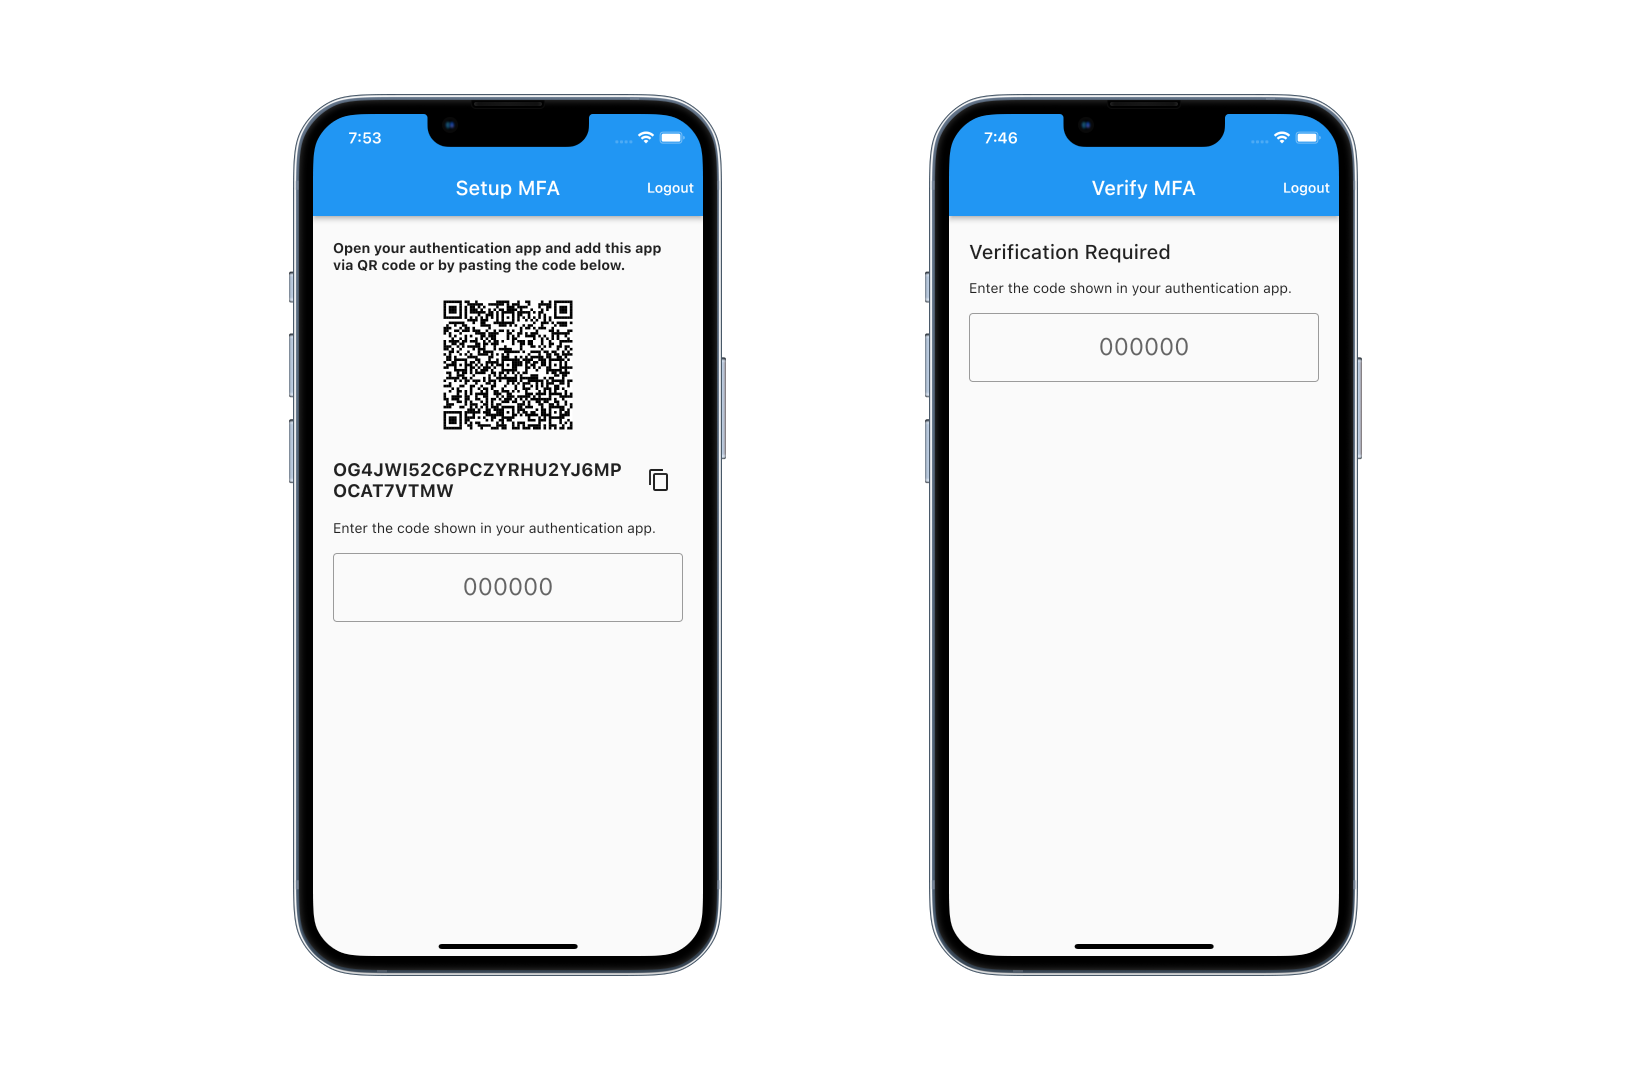 7:53
Setup MFA
Logout
Open your authentication app and add this app
via QR code or by pasting the code below.
OG4JWI52C6PCZYRHU2YJ6MP
OCAT7VTMW
Enter the code shown in your authentication app.
000000
7:46
Verify MFA
Logout
Verification Required
Enter the code shown in your authentication app.
000000